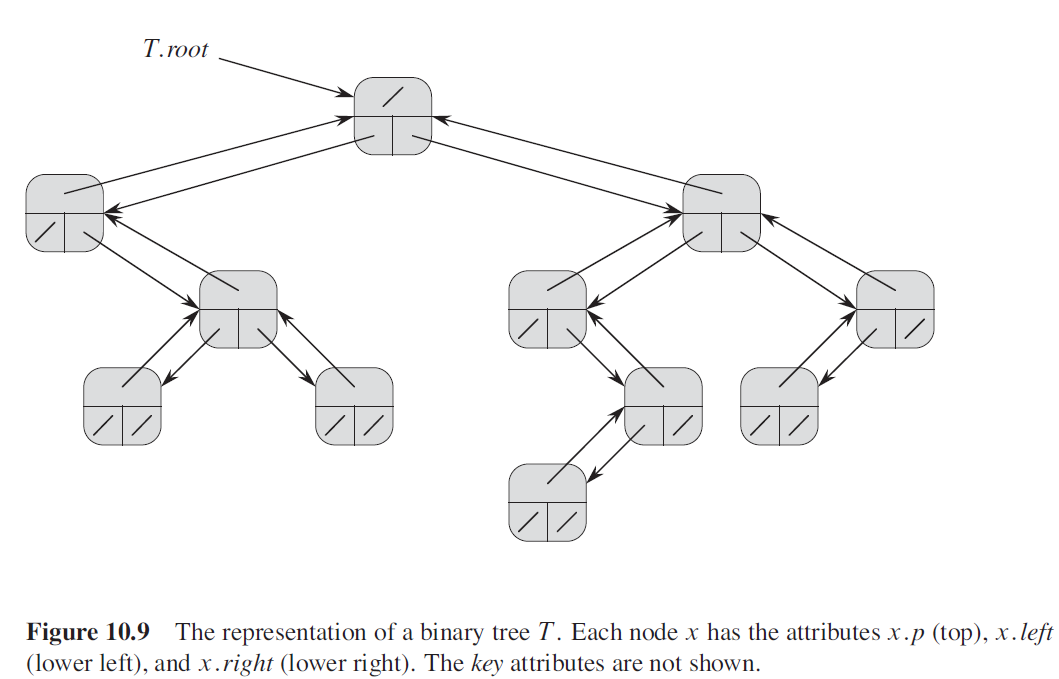 T.root
Figure 10.9 The representation of a binary tree T. Each node x has the attributes x.p (top), x.left
(lower left), and x.right (lower right). The key attributes are not shown.